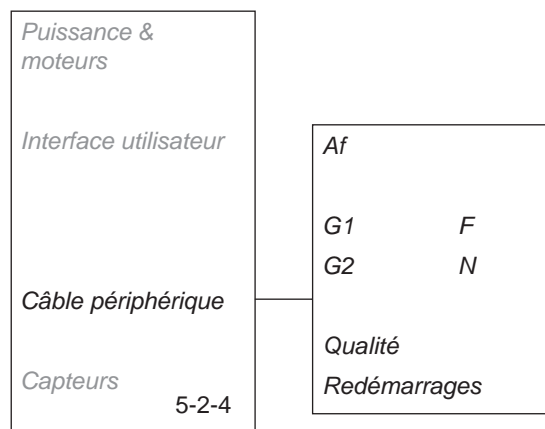 Puissance &
moteurs
Interface utilisateur
Câble périphérique
Capteurs
5-2-4
Af
G1 F
G2 N
Qualité
Redémarrages